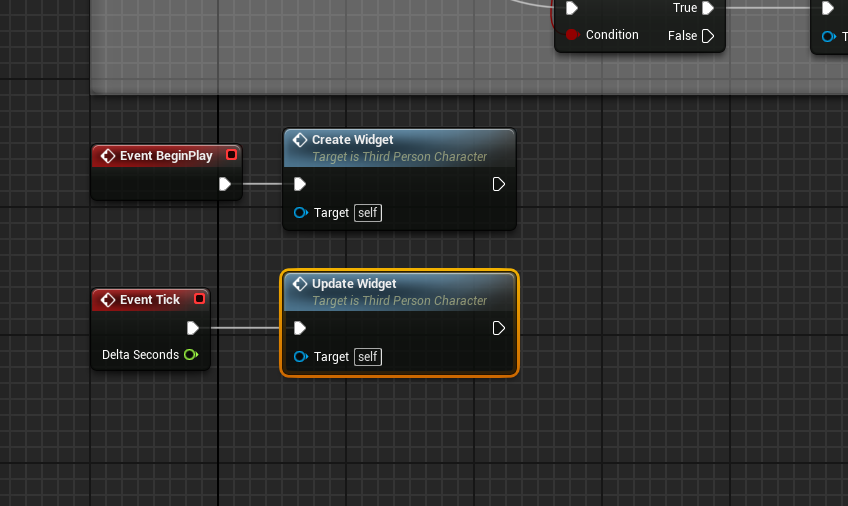 True
Condition
False
Event BeginPlay
Create Widget
Target is Third Person Character
Target self
Event Tick
Delta Seconds
Update Widget
Target is Third Person Character
Target self